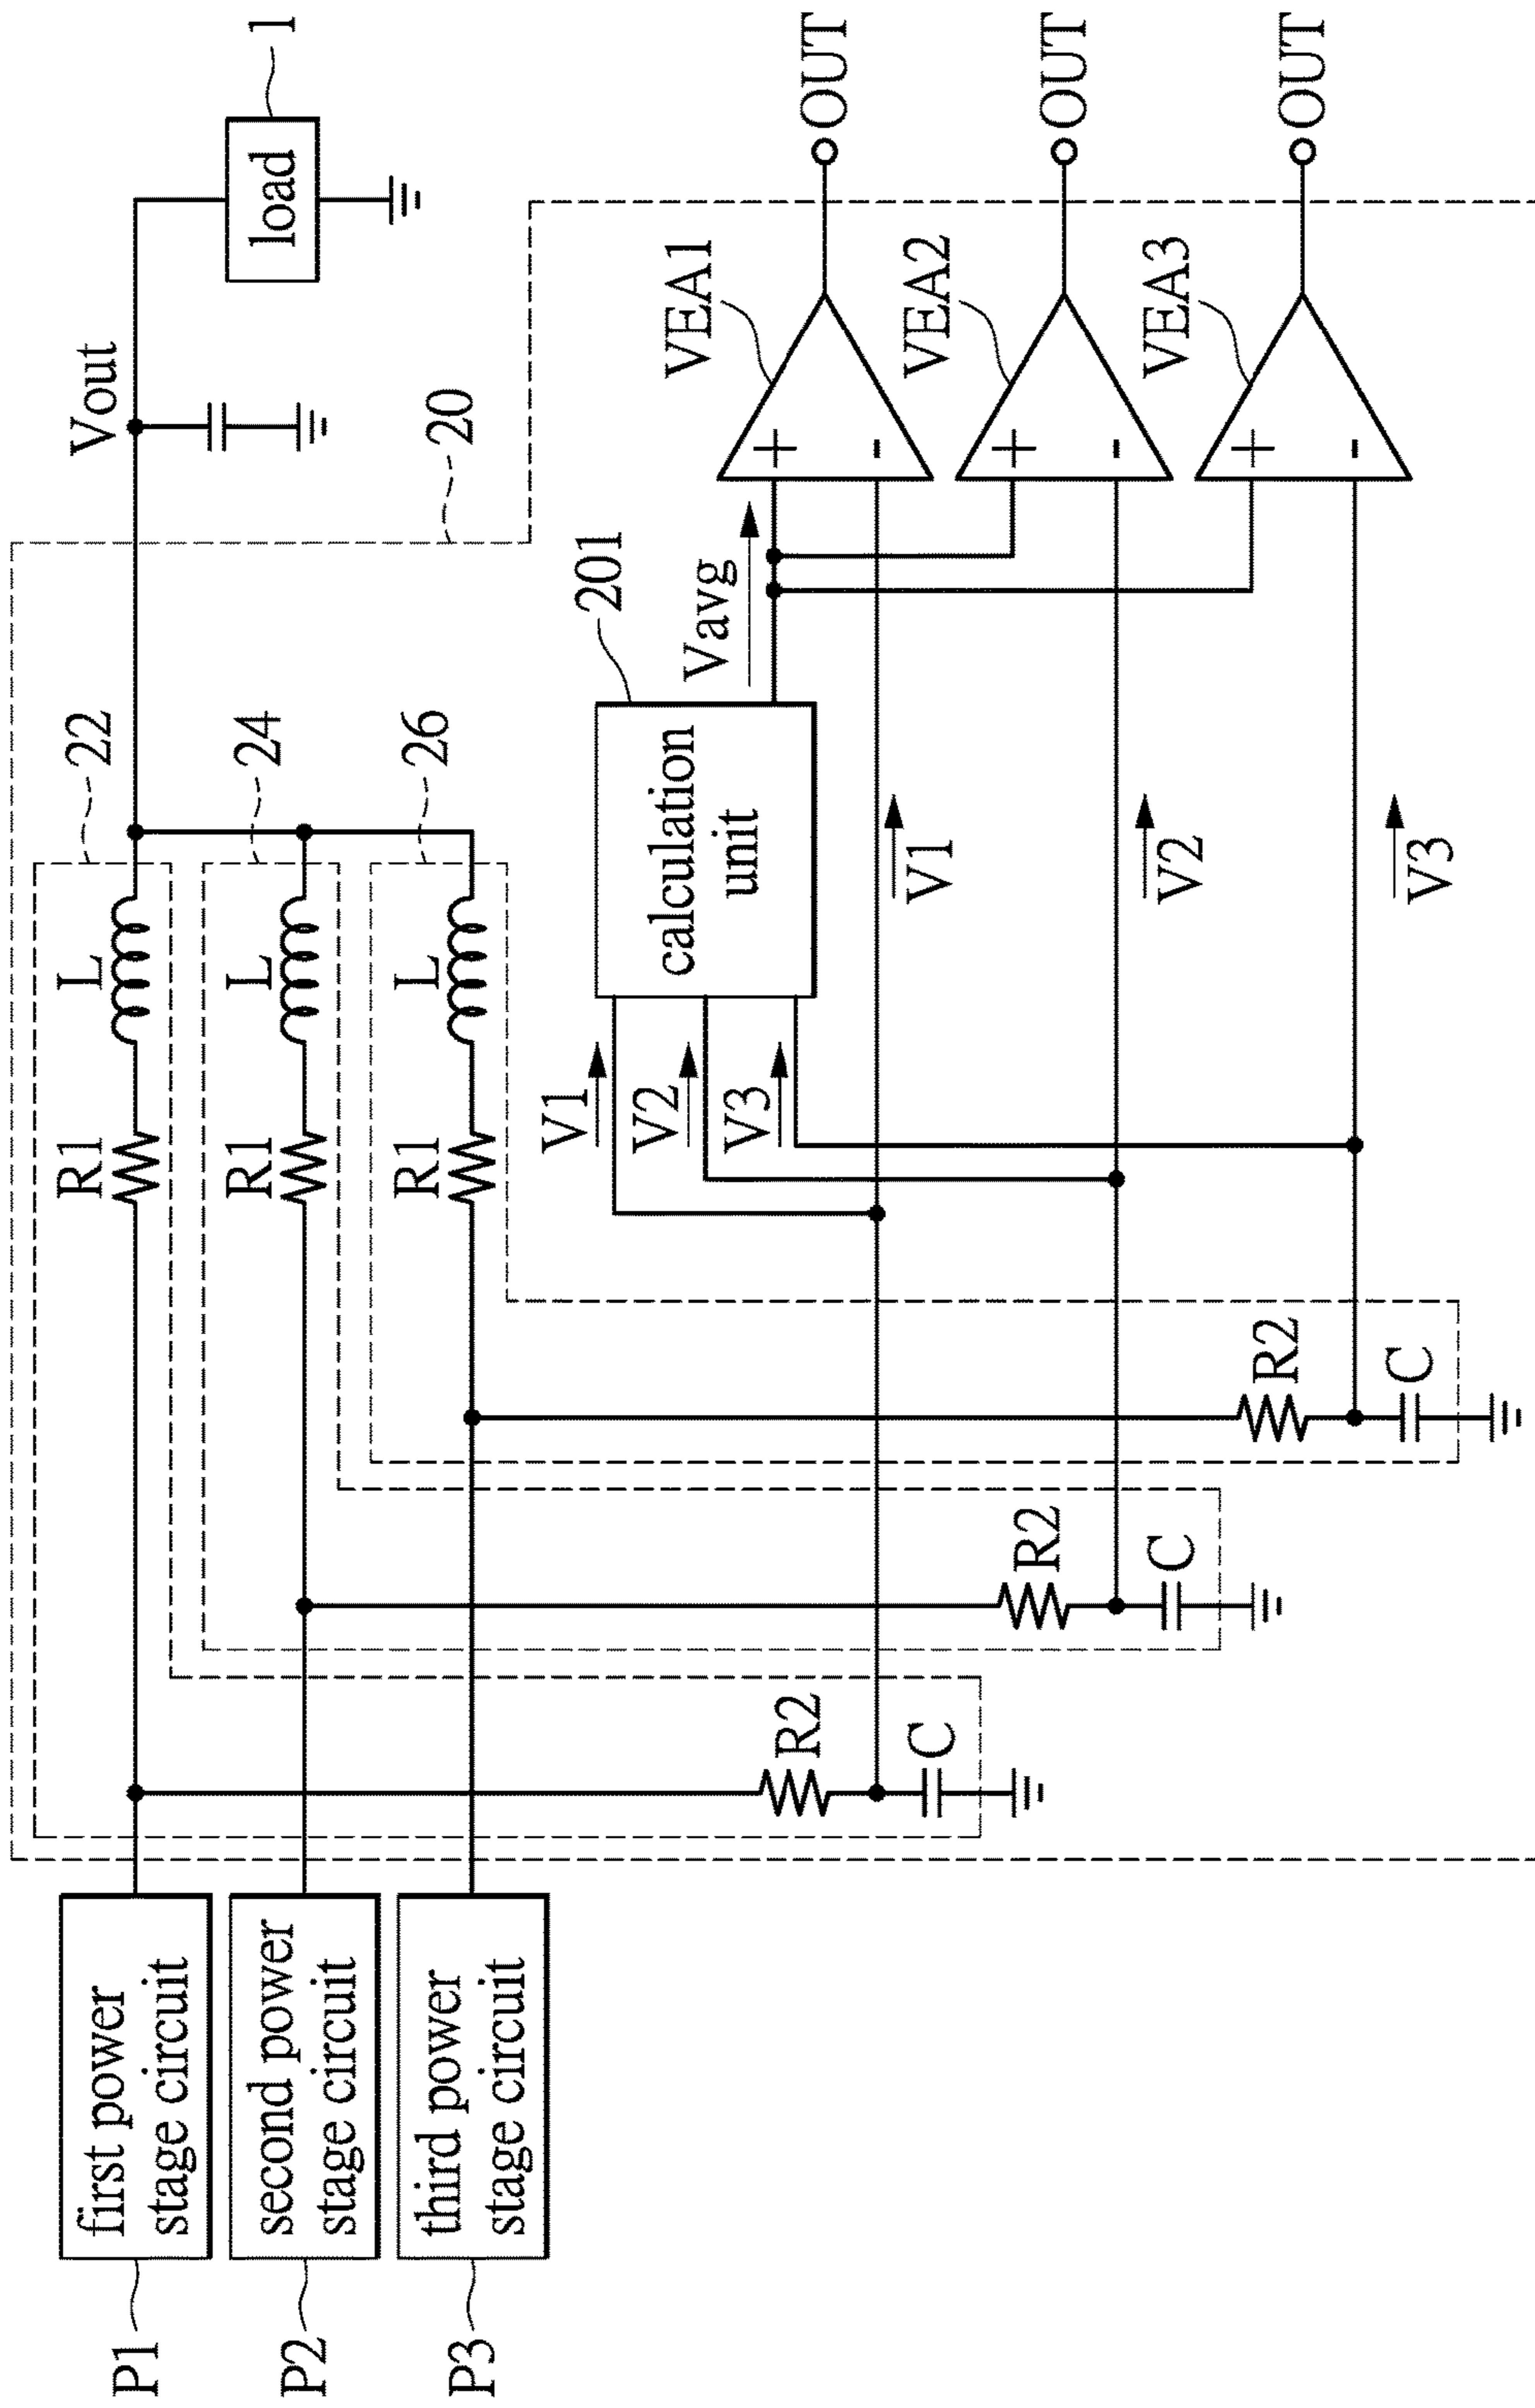 P1
first power
stage circuit
P2
second power
stage circuit
P3
third power
stage circuit
R1
L
22
R1
L
24
R1
L
26
Vout
20
load
1
V1
V2
V3
calculation
unit
201
Vavg
R2
C
V1
VEA1
+
-
OUT
R2
C
V2
VEA2
+
-
OUT
R2
C
V3
VEA3
+
-
OUT